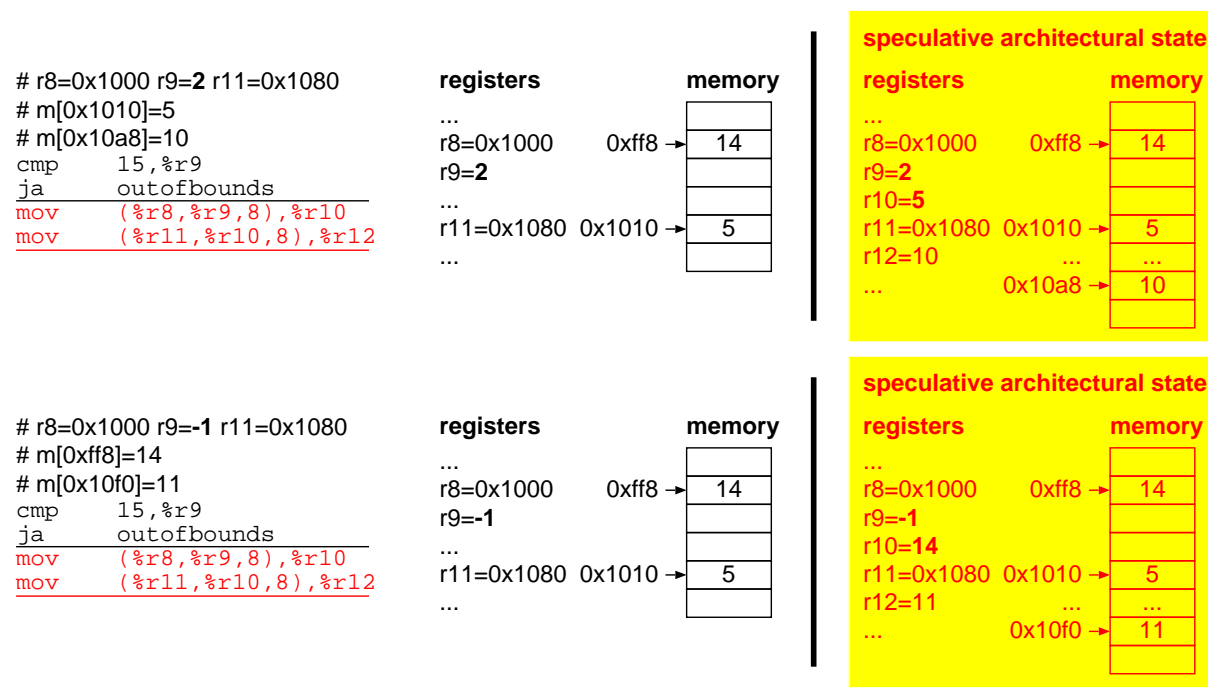 # r8=0x1000 r9=2 r11=0x1080
# m[0x1010]=5
# m[0x10a8]=10
cmp 15,%r9
ja outofbounds
mov (%r8,%r9,8),%r10
mov (%r11,%r10,8),%r12
registers memory
...
r8=0x1000 0xff8 14
r9=2
...
r11=0x1080 0x1010 5
...
speculative architectural state
registers memory
...
r8=0x1000 0xff8 14
r9=2
r10=5
r11=0x1080 0x1010 5
r12=10 ... ...
... 0x10a8 10
# r8=0x1000 r9=-1 r11=0x1080
# m[0xff8]=14
# m[0x10f0]=11
cmp 15,%r9
ja outofbounds
mov (%r8,%r9,8),%r10
mov (%r11,%r10,8),%r12
registers memory
...
r8=0x1000 0xff8 14
r9=-1
...
r11=0x1080 0x1010 5
...
speculative architectural state
registers memory
...
r8=0x1000 0xff8 14
r9=-1
r10=14
r11=0x1080 0x1010 5
r12=11 ... ...
... 0x10f0 11